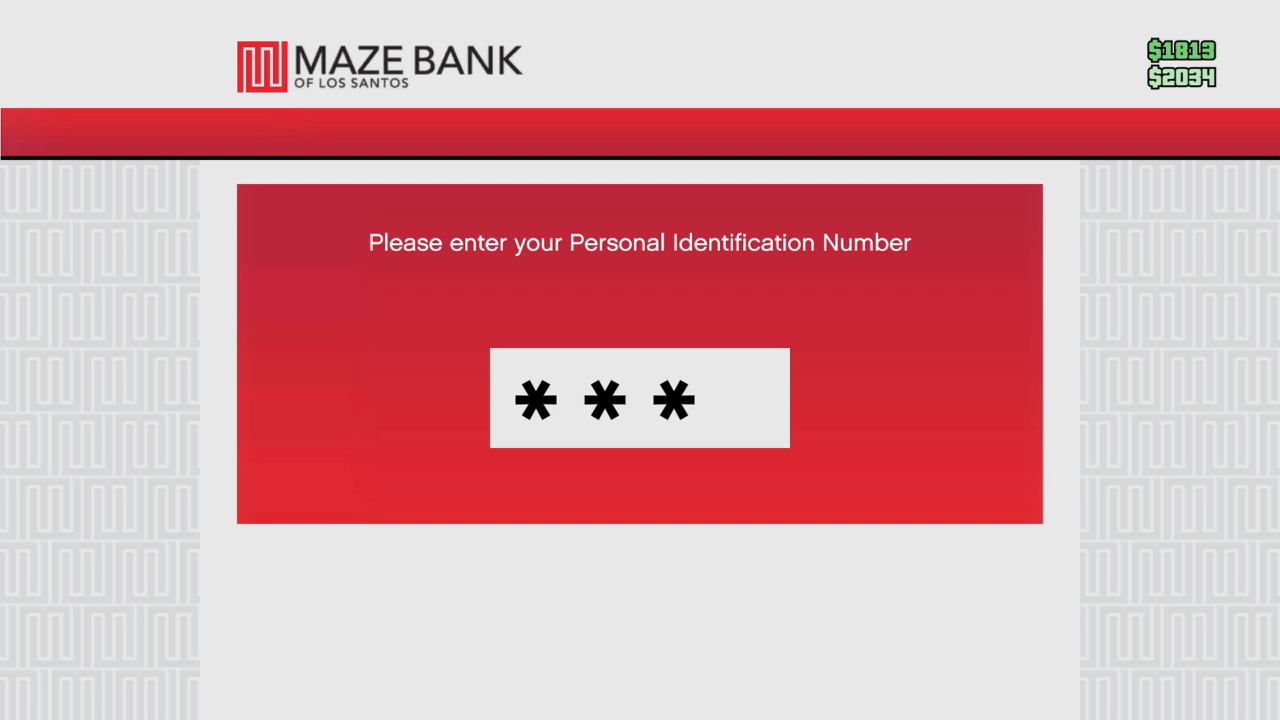 MAZE BANK
OF LOS SANTOS
$1813
$2034
Please enter your Personal Identification Number
* * *